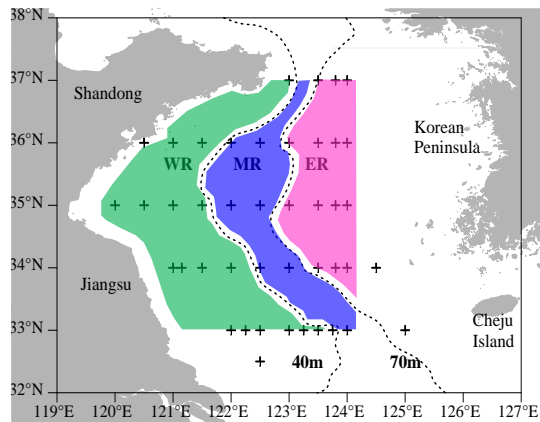 38°N
37°N
Shandong
Korean
Peninsula
36°N
WR
MR
ER
35°N
34°N
Jiangsu
Cheju
Island
33°N
40m
70m
32°N
119°E
120°E
121°E
122°E
123°E
124°E
125°E
126°E
127°E